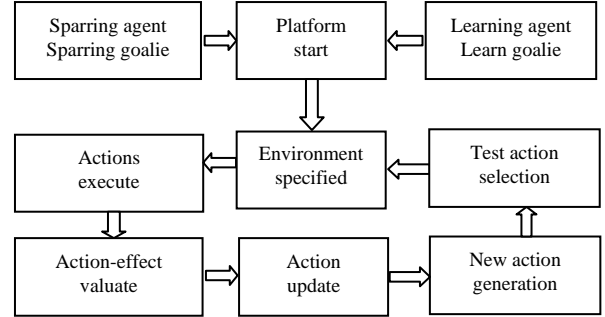 Sparring agent
Sparring goalie
Platform
start
Learning agent
Learn goalie
Actions
execute
Environment
specified
Test action
selection
Action-effect
valuate
Action
update
New action
generation